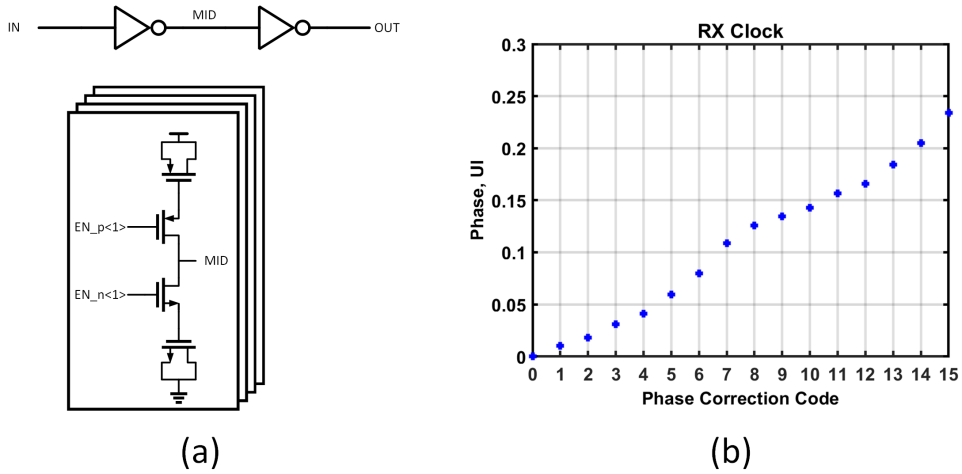 IN
MID
OUT
EN_p<1>
MID
EN_n<1>
(a)
RX Clock
0.3
0.25
0.2
0.15
0.1
0.05
0
Phase, UI
0 1 2 3 4 5 6 7 8 9 10 11 12 13 14 15
Phase Correction Code
(b)